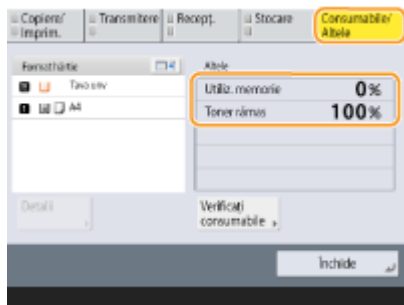 Copiere/
Imprim.
Transmitere
Recepț.
Stocare
Consumabile/
Altele
Format hârtie
Altele
Tavă univ
A4
Utiliz. memorie 0%
Toner rămas 100%
Detalii
Verificați
consumabile
Închide